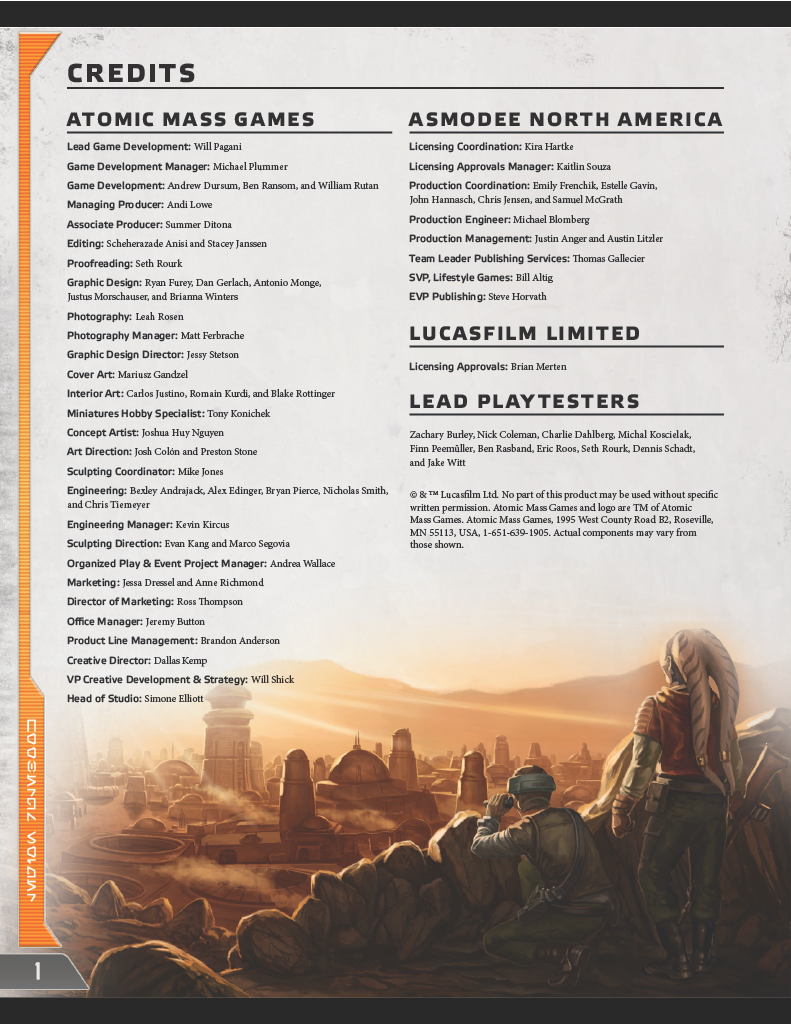 CREDITS
ATOMIC MASS GAMES
Lead Game Development: Will Pagani
Game Development Manager: Michael Plummer
Game Development: Andrew Dursum, Ben Ransom, and William Rutan
Managing Producer: Andi Lowe
Associate Producer: Summer Ditona
Editing: Scheherazade Anisi and Stacey Janssen
Proofreading: Seth Rourk
Graphic Design: Ryan Furey, Dan Gerlach, Antonio Monge,
Justus Morschauser, and Brianna Winters
Photography: Leah Rosen
Photography Manager: Matt Ferbrache
Graphic Design Director: Jessy Stetson
Cover Art: Mariusz Gandzel
Interior Art: Carlos Justino, Romain Kurdi, and Blake Rottinger
Miniatures Hobby Specialist: Tony Konichek
Concept Artist: Joshua Huy Nguyen
Art Direction: Josh Colón and Preston Stone
Sculpting Coordinator: Mike Jones
Engineering: Bexley Andrajack, Alex Edinger, Bryan Pierce, Nicholas Smith,
and Chris Tiemeyer
Engineering Manager: Kevin Kircus
Sculpting Direction: Evan Kang and Marco Segovia
Organized Play & Event Project Manager: Andrea Wallace
Marketing: Jessa Dressel and Anne Richmond
Director of Marketing: Ross Thompson
Office Manager: Jeremy Button
Product Line Management: Brandon Anderson
Creative Director: Dallas Kemp
VP Creative Development & Strategy: Will Shick
Head of Studio: Simone Elliott
ASMODEE NORTH AMERICA
Licensing Coordination: Kira Hartke
Licensing Approvals Manager: Kaitlin Souza
Production Coordination: Emily Frenchik, Estelle Gavin,
John Hannasch, Chris Jensen, and Samuel McGrath
Production Engineer: Michael Blomberg
Production Management: Justin Anger and Austin Litzler
Team Leader Publishing Services: Thomas Gallecier
SVP, Lifestyle Games: Bill Altig
EVP Publishing: Steve Horvath
LUCASFILM LIMITED
Licensing Approvals: Brian Merten
LEAD PLAYTESTERS
Zachary Burley, Nick Coleman, Charlie Dahlberg, Michal Koscielak,
Finn Peemüller, Ben Rasband, Eric Roos, Seth Rourk, Dennis Schadt,
and Jake Witt
© & ™ Lucasfilm Ltd. No part of this product may be used without specific
written permission. Atomic Mass Games and logo are TM of Atomic
Mass Games. Atomic Mass Games, 1995 West County Road B2, Roseville,
MN 55113, USA, 1-651-639-1905. Actual components may vary from
those shown.
1